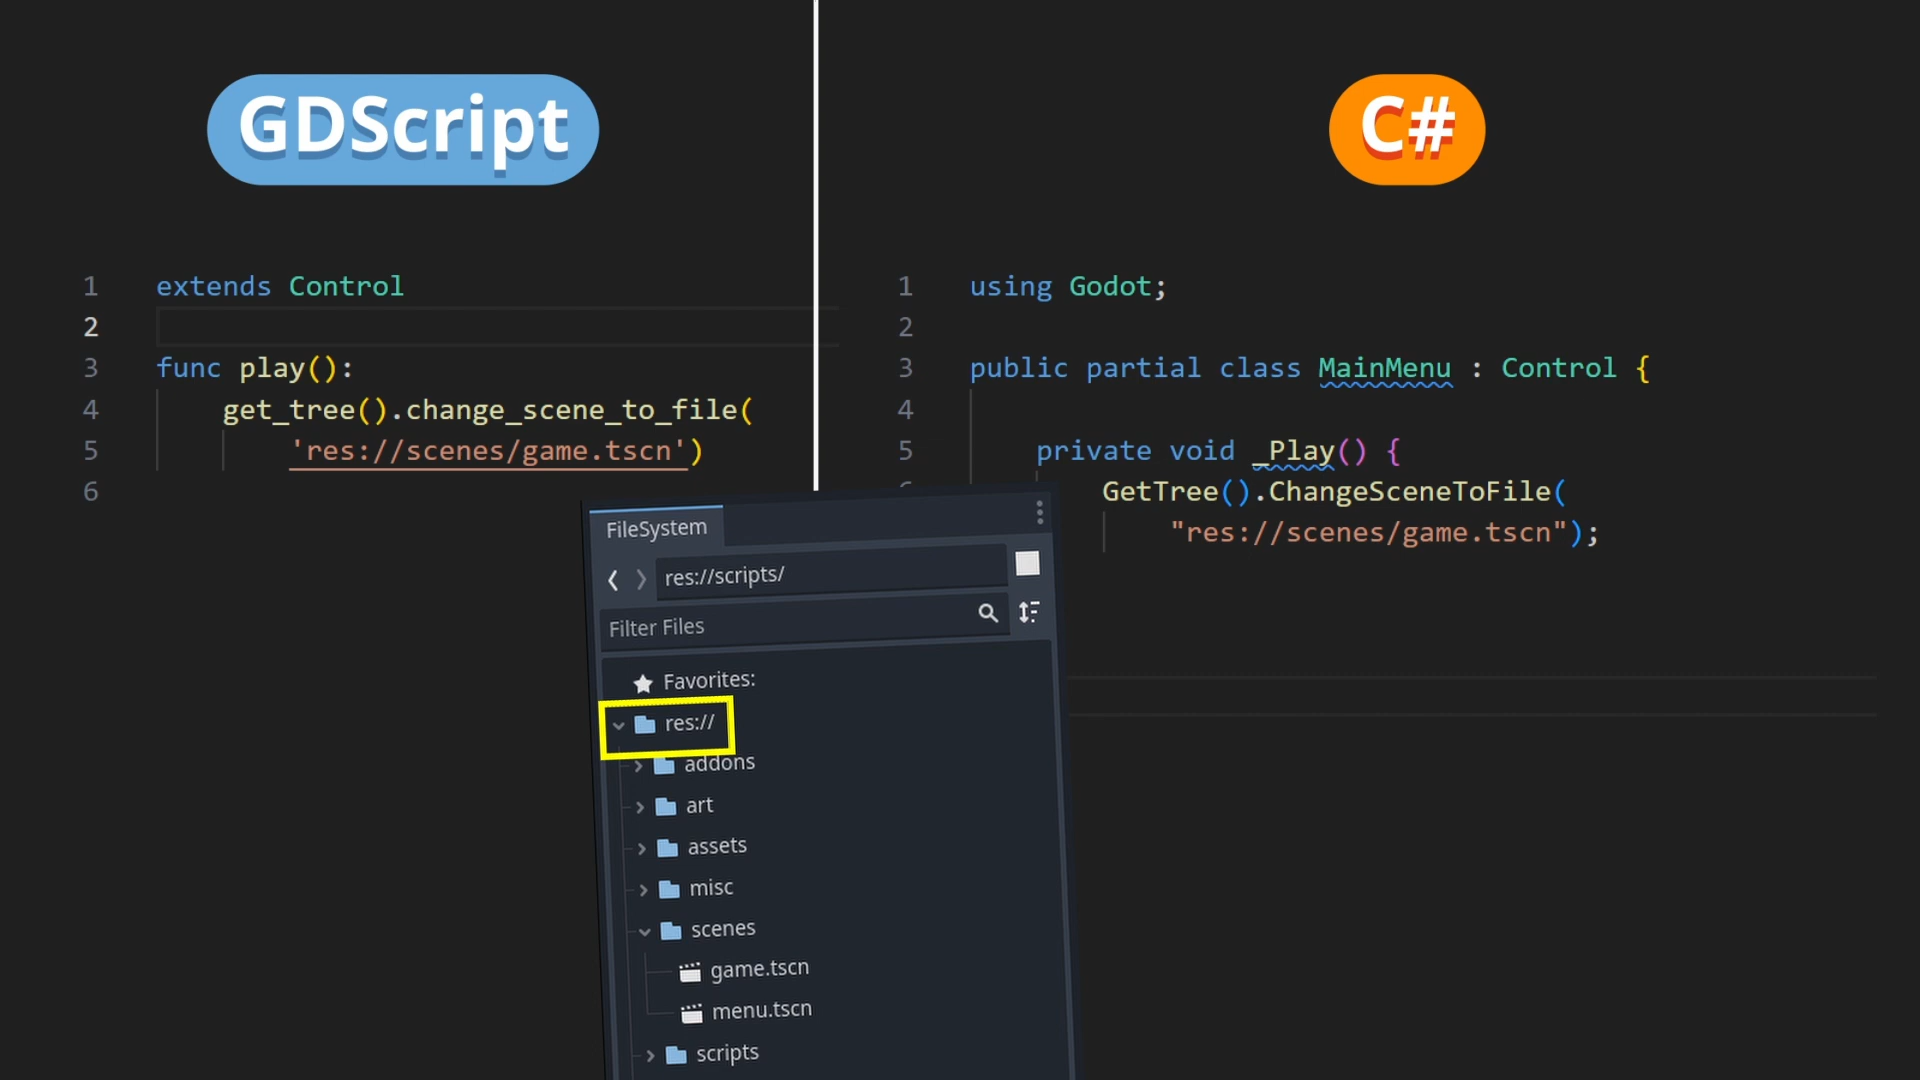 GDScript
1 extends Control
2
3 func play():
4 get_tree().change_scene_to_file(
5 'res://scenes/game.tscn')
6
C#
1 using Godot;
2
3 public partial class MainMenu : Control {
4
5 private void _Play() {
GetTree().ChangeSceneToFile(
"res://scenes/game.tscn");
FileSystem
res://scripts/
Filter Files
Favorites:
res://
addons
art
assets
misc
scenes
game.tscn
menu.tscn
scripts